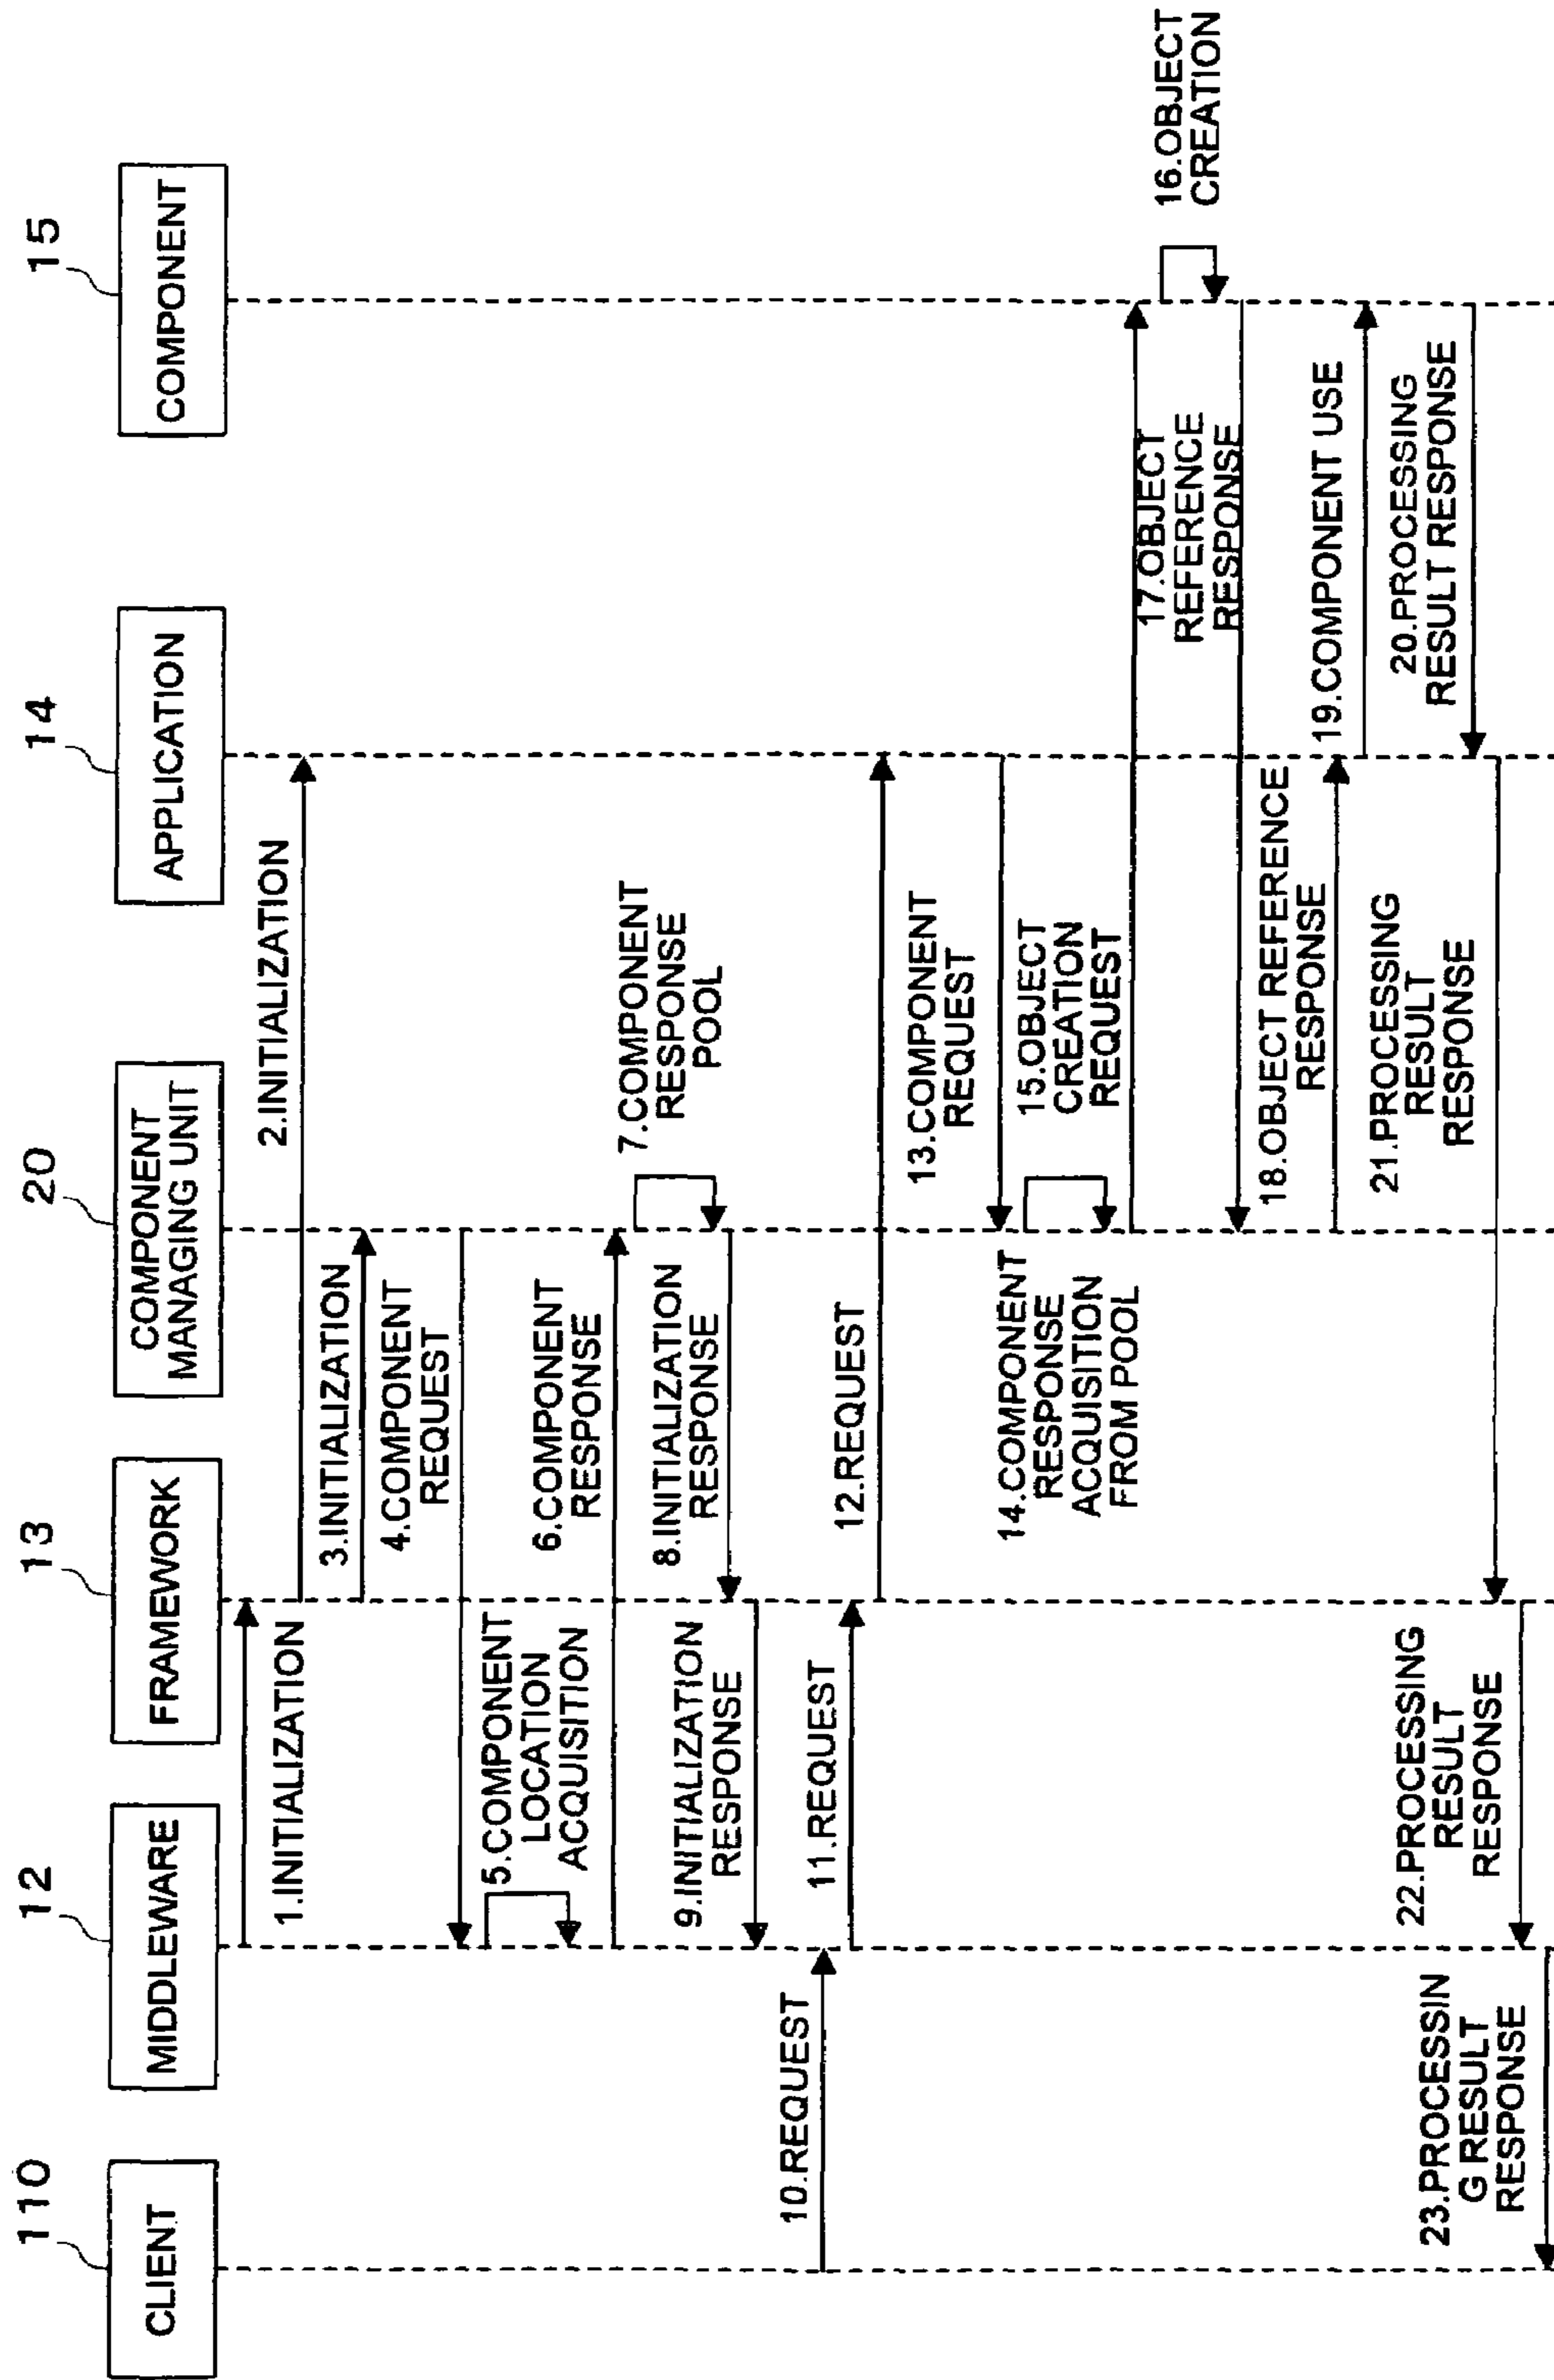 110
CLIENT
12
MIDDLEWARE
13
FRAMEWORK
20
COMPONENT
MANAGING UNIT
14
APPLICATION
15
COMPONENT
1.INITIALIZATION
2.INITIALIZATION
3.INITIALIZATION
4.COMPONENT
REQUEST
5.COMPONENT
LOCATION
ACQUISITION
6.COMPONENT
RESPONSE
7.COMPONENT
RESPONSE
POOL
8.INITIALIZATION
RESPONSE
9.INITIALIZATION
RESPONSE
10.REQUEST
11.REQUEST
12.REQUEST
13.COMPONENT
REQUEST
14.COMPONENT
RESPONSE
ACQUISITION
FROM POOL
15.OBJECT
CREATION
REQUEST
16.OBJECT
CREATION
17.OBJECT
REFERENCE
RESPONSE
18.OBJECT REFERENCE
RESPONSE
19.COMPONENT USE
20.PROCESSING
RESULT RESPONSE
21.PROCESSING
RESULT
RESPONSE
22.PROCESSING
RESULT
RESPONSE
23.PROCESSIN
G RESULT
RESPONSE